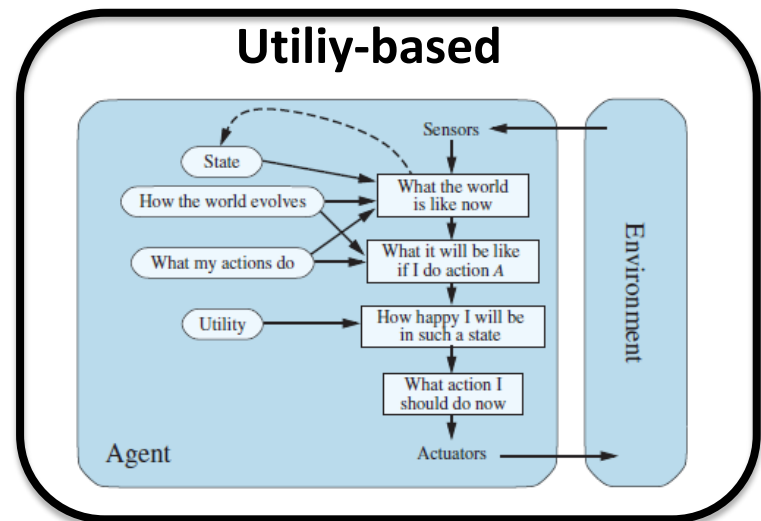 Utiliy-based
Sensors
State
What the world
is like now
How the world evolves
What my actions do
What it will be like
if I do action A
Utility
How happy I will be
in such a state
What action I
should do now
Agent
Actuators
Environment